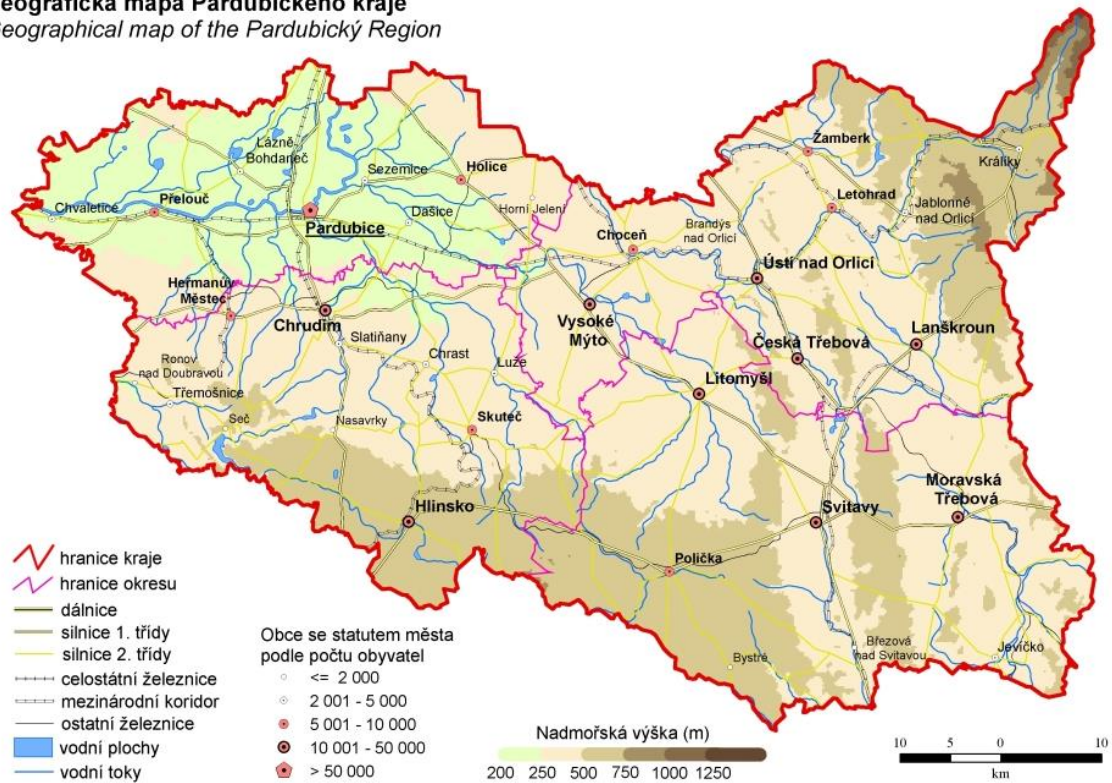 eografická mapa Pardubického kraje
Geographical map of the Pardubický Region
Králíky
Žamberk
Lázně
Bohdaneč
Sezemice
Holice
Letohrad
Jablonné
nad Orlicí
Chvaletice
Přelouč
Dašice
Horní Jelení
Pardubice
Choceň
Brandýs
nad Orlicí
Ústí nad Orlicí
Heřmanův
Městec
Chrudim
Vysoké
Mýto
Česká Třebová
Lanškroun
Slatiňany
Chrast
Luže
Ronov
nad Doubravou
Třemošnice
Litomyšl
Seč
Nasavrky
Skuteč
Moravská
Třebová
Hlinsko
Svitavy
Polička
Bystré
Březová
nad Svitavou
Jevíčko
hranice kraje
hranice okresu
dálnice
silnice 1. třídy
silnice 2. třídy
celostátní železnice
mezinárodní koridor
ostatní železnice
vodní plochy
vodní toky
Obce se statutem města
podle počtu obyvatel
<= 2 000
2 001 - 5 000
5 001 - 10 000
10 001 - 50 000
> 50 000
Nadmořská výška (m)
200 250 500 750 1000 1250
10 5 0 10
km